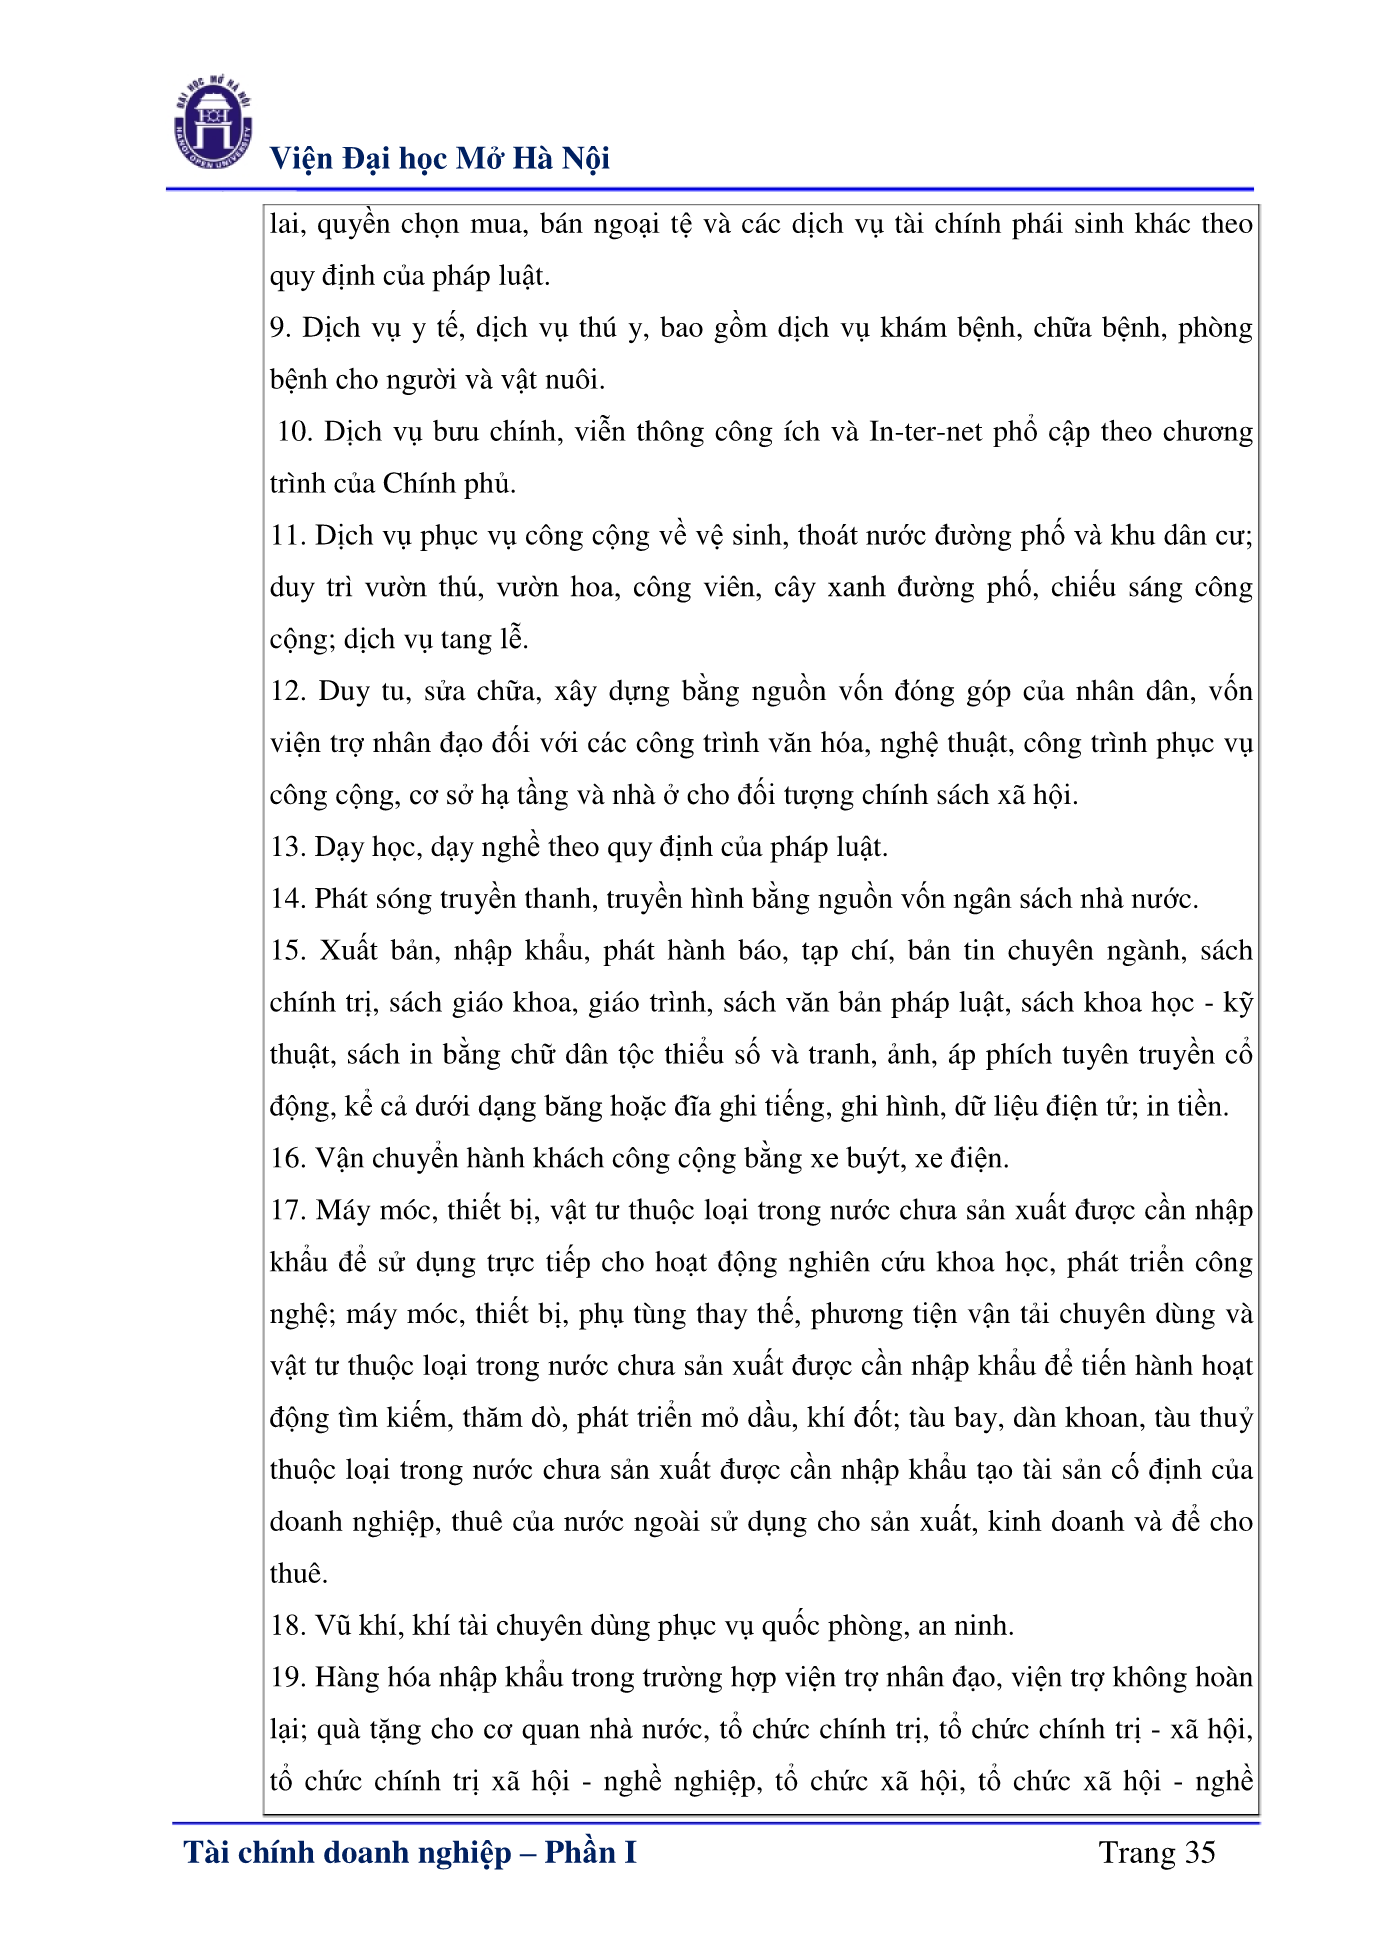 ĐẠI HỌC MỞ HÀ NỘI
HANOI OPEN UNIVERSITY
Viện Đại học Mở Hà Nội
lai, quyền chọn mua, bán ngoại tệ và các dịch vụ tài chính phái sinh khác theo
quy định của pháp luật.
9. Dịch vụ y tế, dịch vụ thú y, bao gồm dịch vụ khám bệnh, chữa bệnh, phòng
bệnh cho người và vật nuôi.
10. Dịch vụ bưu chính, viễn thông công ích và In-ter-net phổ cập theo chương
trình của Chính phủ.
11. Dịch vụ phục vụ công cộng về vệ sinh, thoát nước đường phố và khu dân cư;
duy trì vườn thú, vườn hoa, công viên, cây xanh đường phố, chiếu sáng công
cộng; dịch vụ tang lễ.
12. Duy tu, sửa chữa, xây dựng bằng nguồn vốn đóng góp của nhân dân, vốn
viện trợ nhân đạo đối với các công trình văn hóa, nghệ thuật, công trình phục vụ
công cộng, cơ sở hạ tầng và nhà ở cho đối tượng chính sách xã hội.
13. Dạy học, dạy nghề theo quy định của pháp luật.
14. Phát sóng truyền thanh, truyền hình bằng nguồn vốn ngân sách nhà nước.
15. Xuất bản, nhập khẩu, phát hành báo, tạp chí, bản tin chuyên ngành, sách
chính trị, sách giáo khoa, giáo trình, sách văn bản pháp luật, sách khoa học - kỹ
thuật, sách in bằng chữ dân tộc thiểu số và tranh, ảnh, áp phích tuyên truyền cổ
động, kể cả dưới dạng băng hoặc đĩa ghi tiếng, ghi hình, dữ liệu điện tử; in tiền.
16. Vận chuyển hành khách công cộng bằng xe buýt, xe điện.
17. Máy móc, thiết bị, vật tư thuộc loại trong nước chưa sản xuất được cần nhập
khẩu để sử dụng trực tiếp cho hoạt động nghiên cứu khoa học, phát triển công
nghệ; máy móc, thiết bị, phụ tùng thay thế, phương tiện vận tải chuyên dùng và
vật tư thuộc loại trong nước chưa sản xuất được cần nhập khẩu để tiến hành hoạt
động tìm kiếm, thăm dò, phát triển mỏ dầu, khí đốt; tàu bay, dàn khoan, tàu thuỷ
thuộc loại trong nước chưa sản xuất được cần nhập khẩu tạo tài sản cố định của
doanh nghiệp, thuê của nước ngoài sử dụng cho sản xuất, kinh doanh và để cho
thuê.
18. Vũ khí, khí tài chuyên dùng phục vụ quốc phòng, an ninh.
19. Hàng hóa nhập khẩu trong trường hợp viện trợ nhân đạo, viện trợ không hoàn
lại; quà tặng cho cơ quan nhà nước, tổ chức chính trị, tổ chức chính trị - xã hội,
tổ chức chính trị xã hội - nghề nghiệp, tổ chức xã hội, tổ chức xã hội - nghề
Tài chính doanh nghiệp – Phần I Trang 35